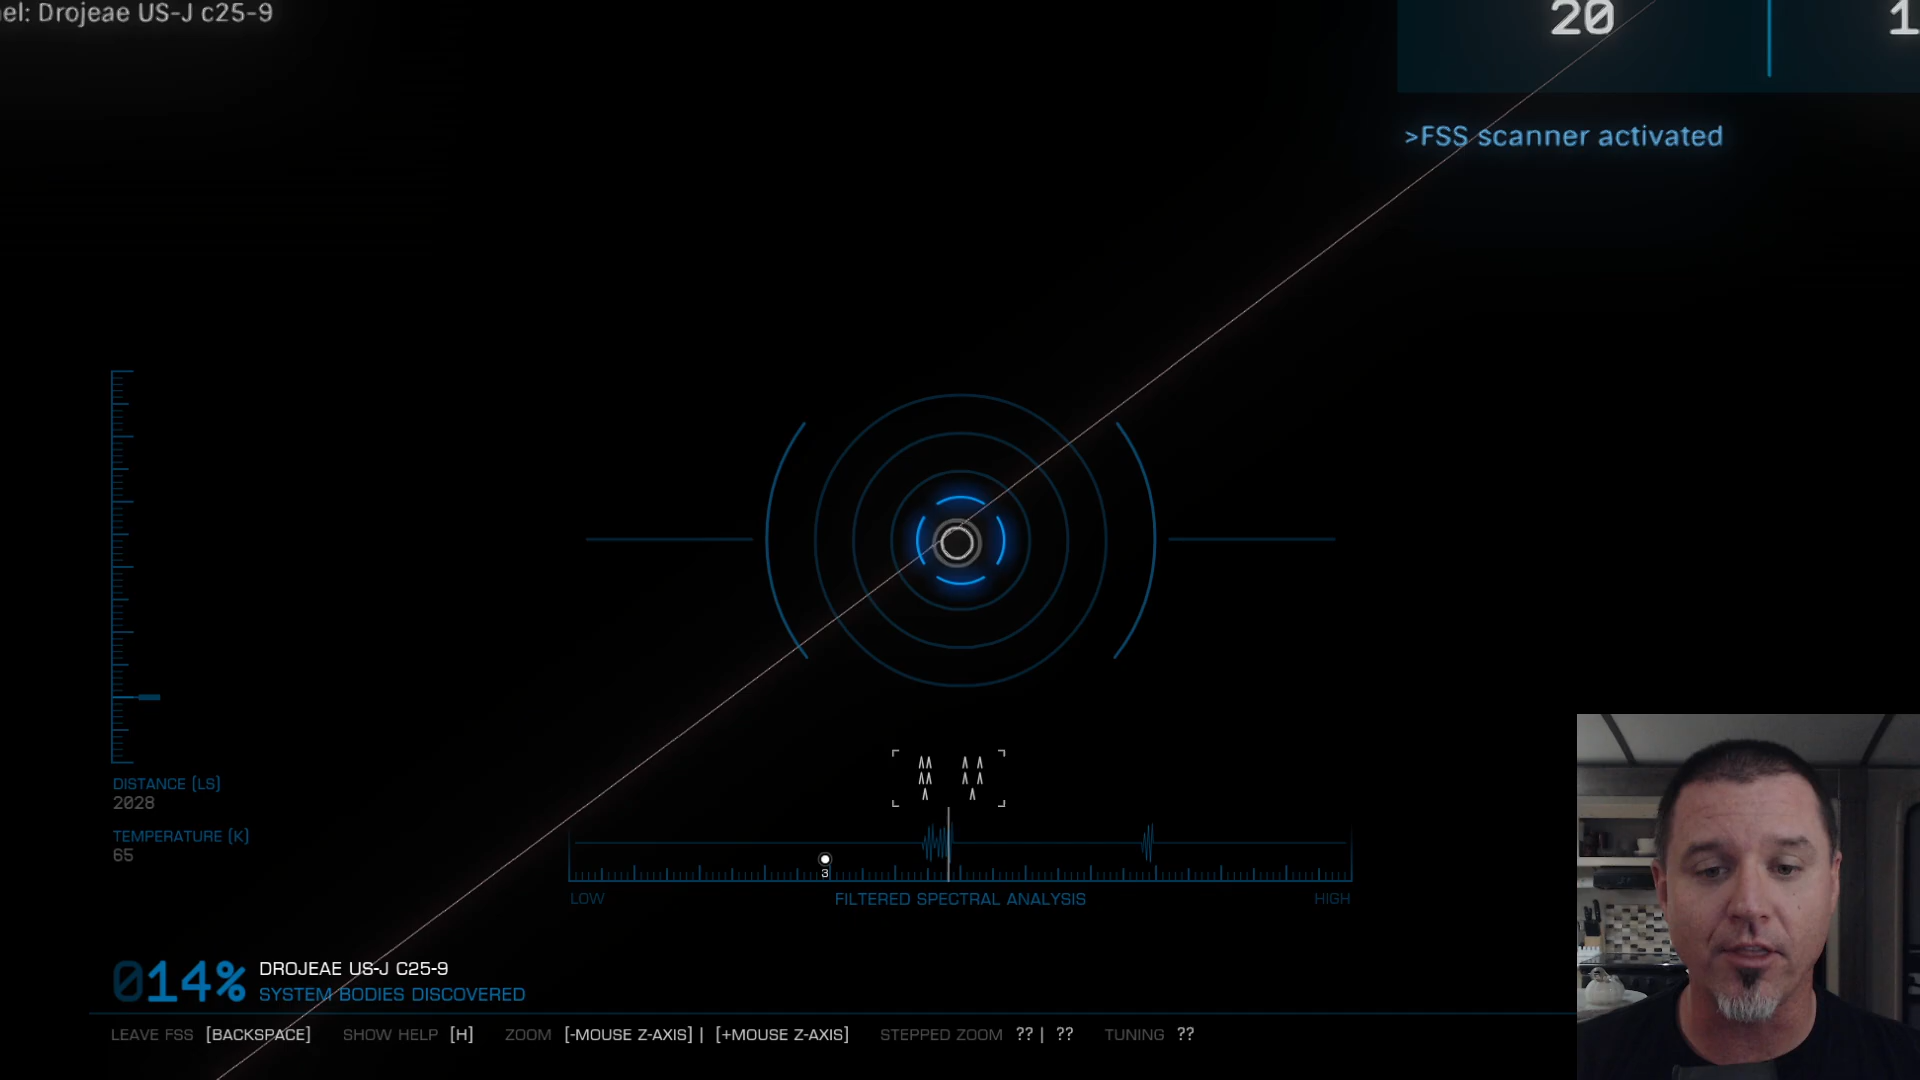 el: Drojeae US-J c25-9
20
1
>FSS scanner activated
DISTANCE [LS]
2028
TEMPERATURE [K]
65
3
LOW
FILTERED SPECTRAL ANALYSIS
HIGH
014%
DROJEAE US-J C25-9
SYSTEM BODIES DISCOVERED
LEAVE FSS [BACKSPACE] SHOW HELP [H] ZOOM [-MOUSE Z-AXIS] | [+MOUSE Z-AXIS] STEPPED ZOOM ?? | ?? TUNING ??